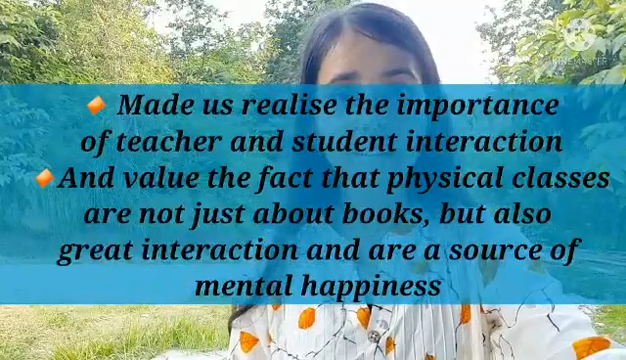 KINEMASTER
🔸 Made us realise the importance
of teacher and student interaction
🔸And value the fact that physical classes
are not just about books, but also
great interaction and are a source of
mental happiness